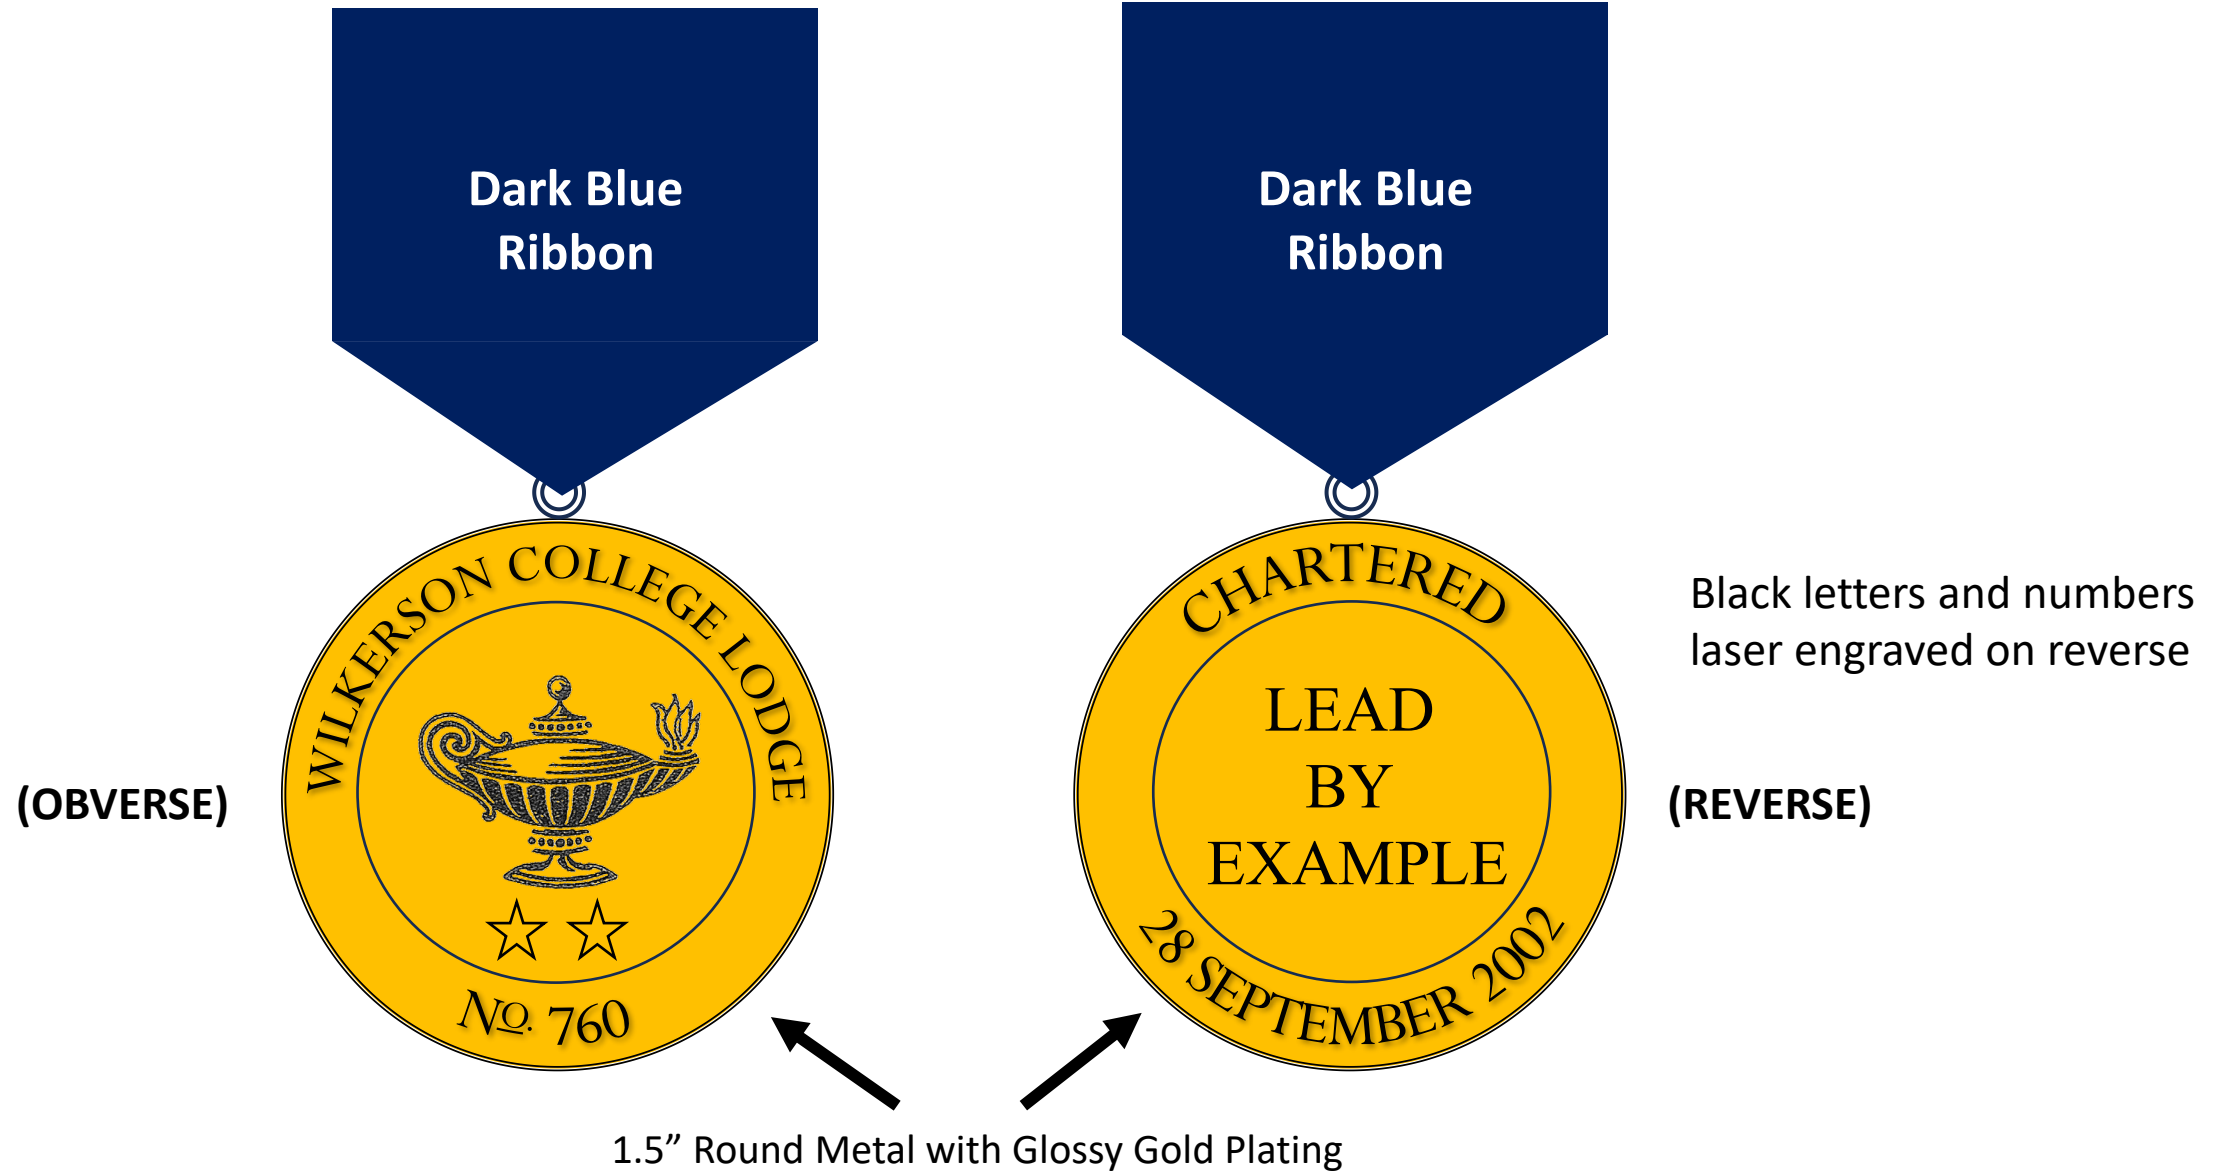 Dark Blue
Ribbon
Dark Blue
Ribbon
WILKERSON COLLEGE LODGE
No. 760
(OBVERSE)
CHARTERED
LEAD
BY
EXAMPLE
28 SEPTEMBER 2002
(REVERSE)
Black letters and numbers
laser engraved on reverse
1.5” Round Metal with Glossy Gold Plating